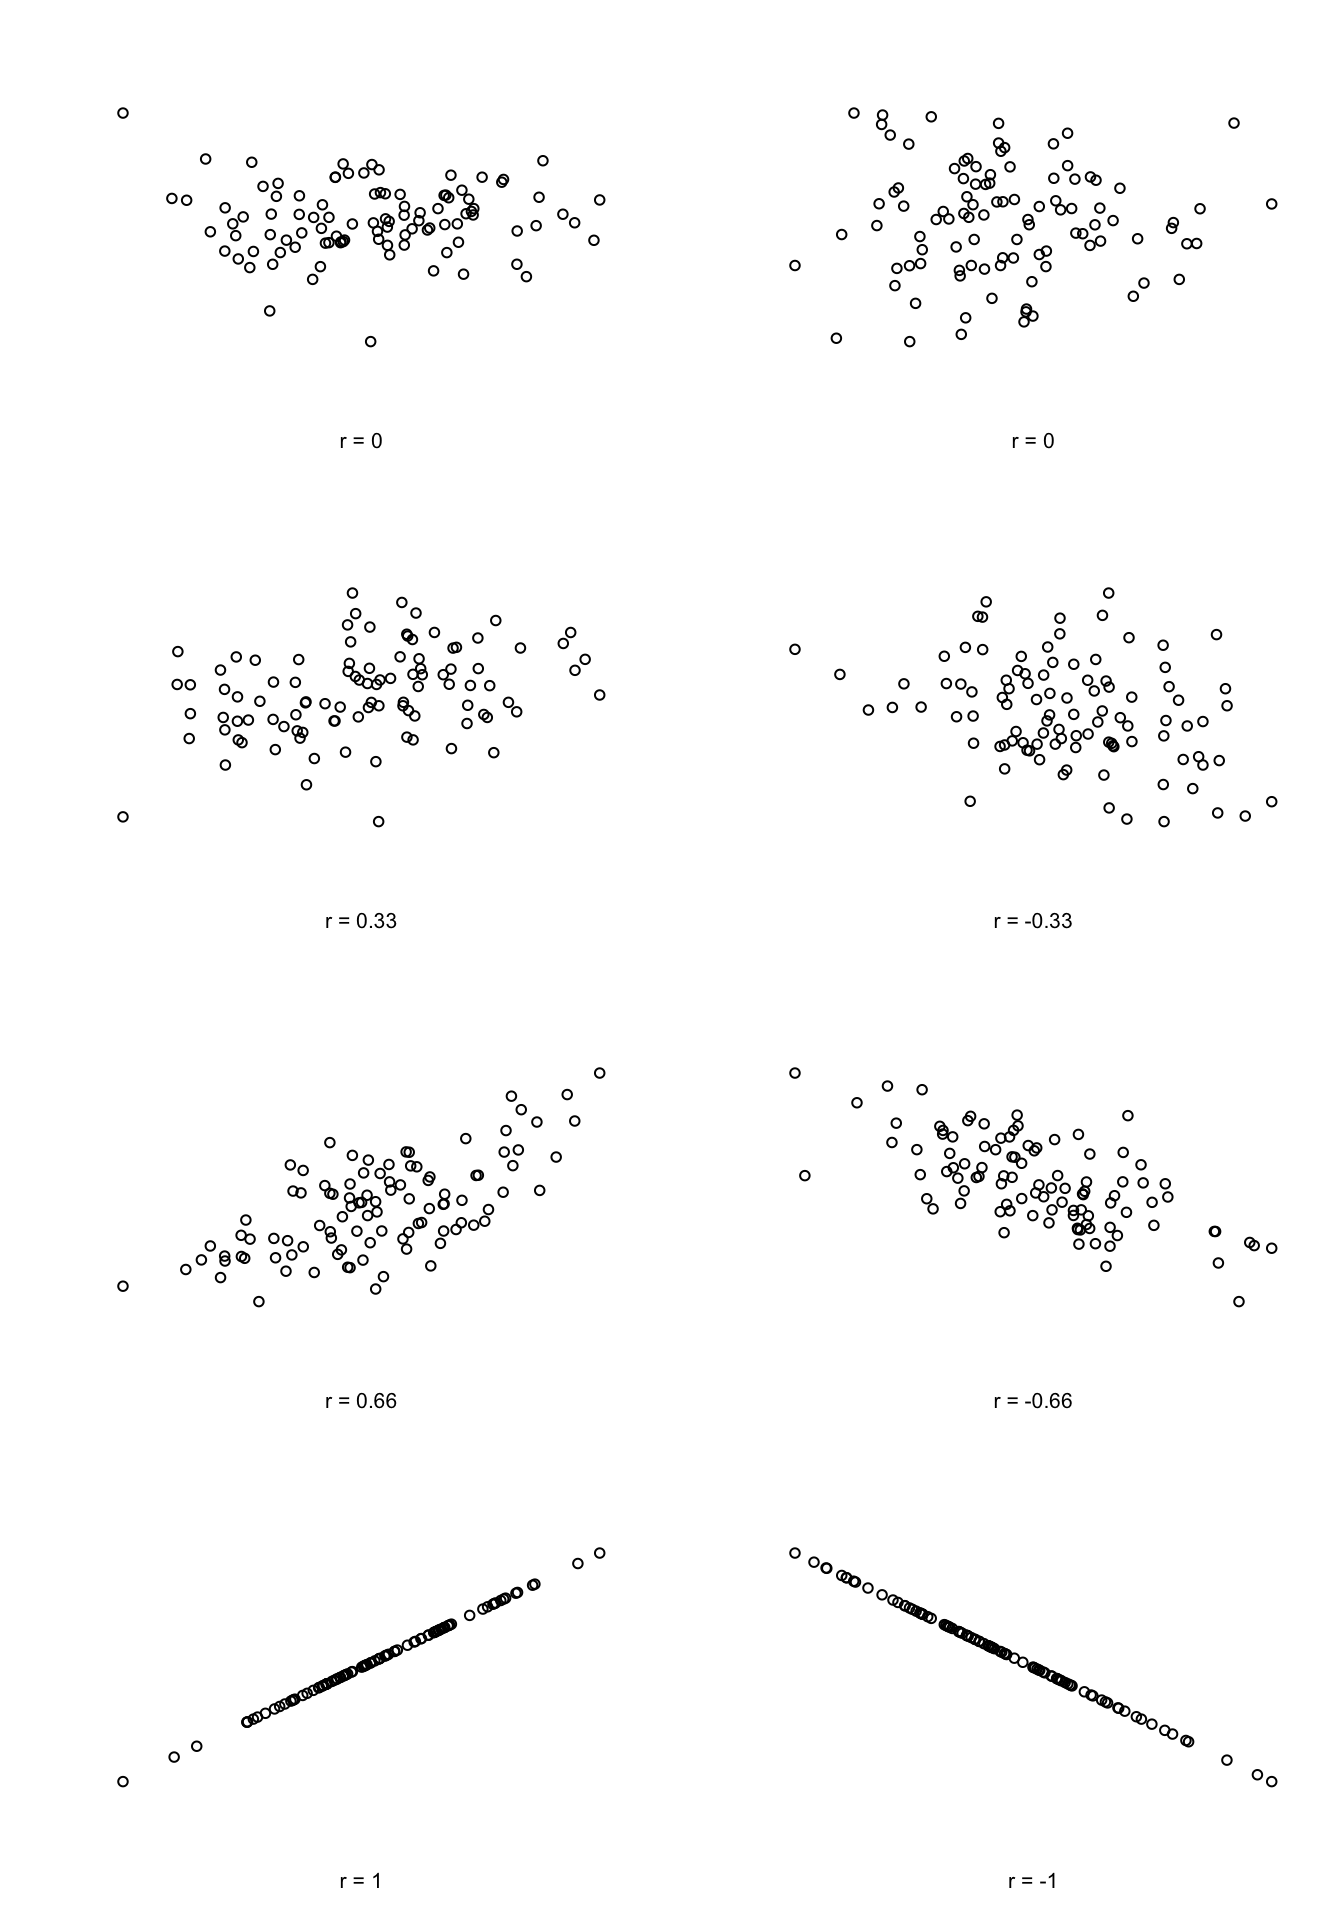 r = 0
r = 0
r = 0.33
r = -0.33
r = 0.66
r = -0.66
r = 1
r = -1